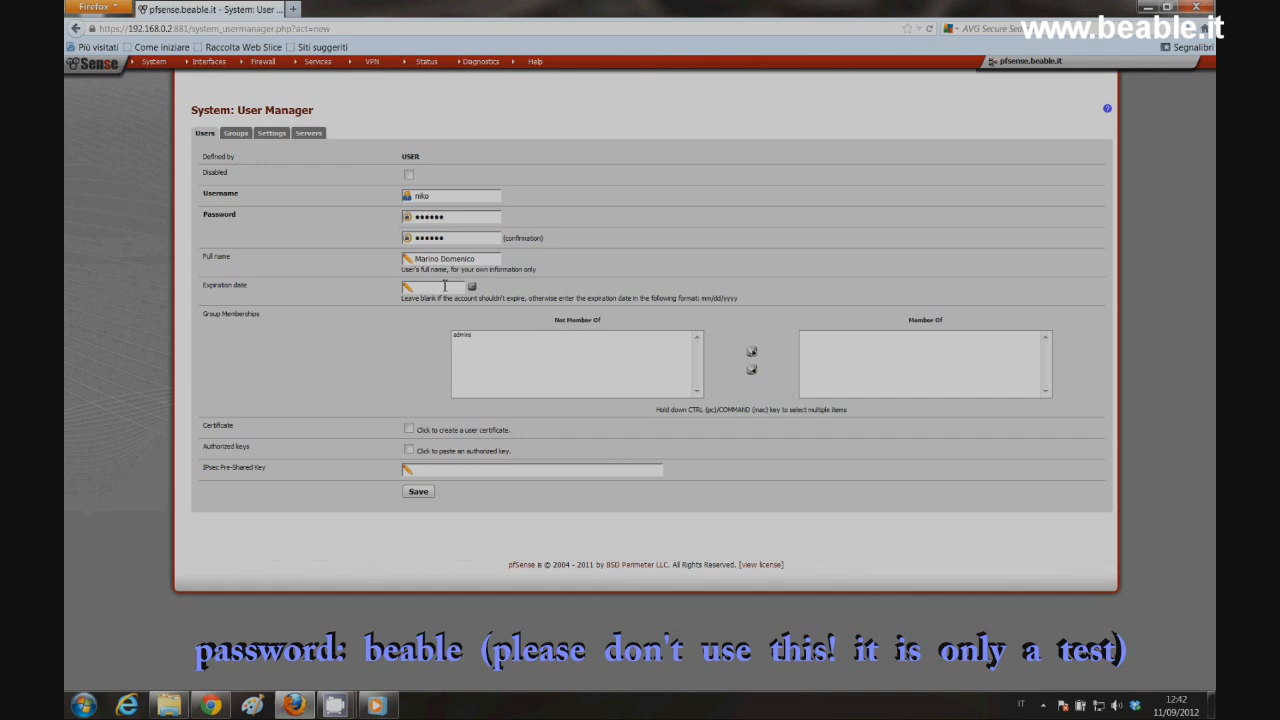 Firefox
pfsense.beable.it - System: User ...
https://192.168.0.2:881/system_usermanager.php?act=new
AVG Secure Sea
www.beable.it
Più visitati Come iniziare Raccolta Web Slice Siti suggeriti Segnalibri
Sense System Interfaces Firewall Services VPN Status Diagnostics Help pfsense.beable.it
System: User Manager
Users Groups Settings Servers
Defined by USER
Disabled
Username niko
Password ••••••
•••••• (confirmation)
Full name Marino Domenico
User's full name, for your own information only
Expiration date
Leave blank if the account shouldn't expire, otherwise enter the expiration date in the following format: mm/dd/yyyy
Group Memberships Not Member Of Member Of
admins
Hold down CTRL (pc)/COMMAND (mac) key to select multiple items
Certificate Click to create a user certificate.
Authorized keys Click to paste an authorized key.
IPsec Pre-Shared Key
Save
pfSense is © 2004 - 2011 by BSD Perimeter LLC. All Rights Reserved. [view license]
password: beable (please don't use this! it is only a test)
IT 12:42
11/09/2012